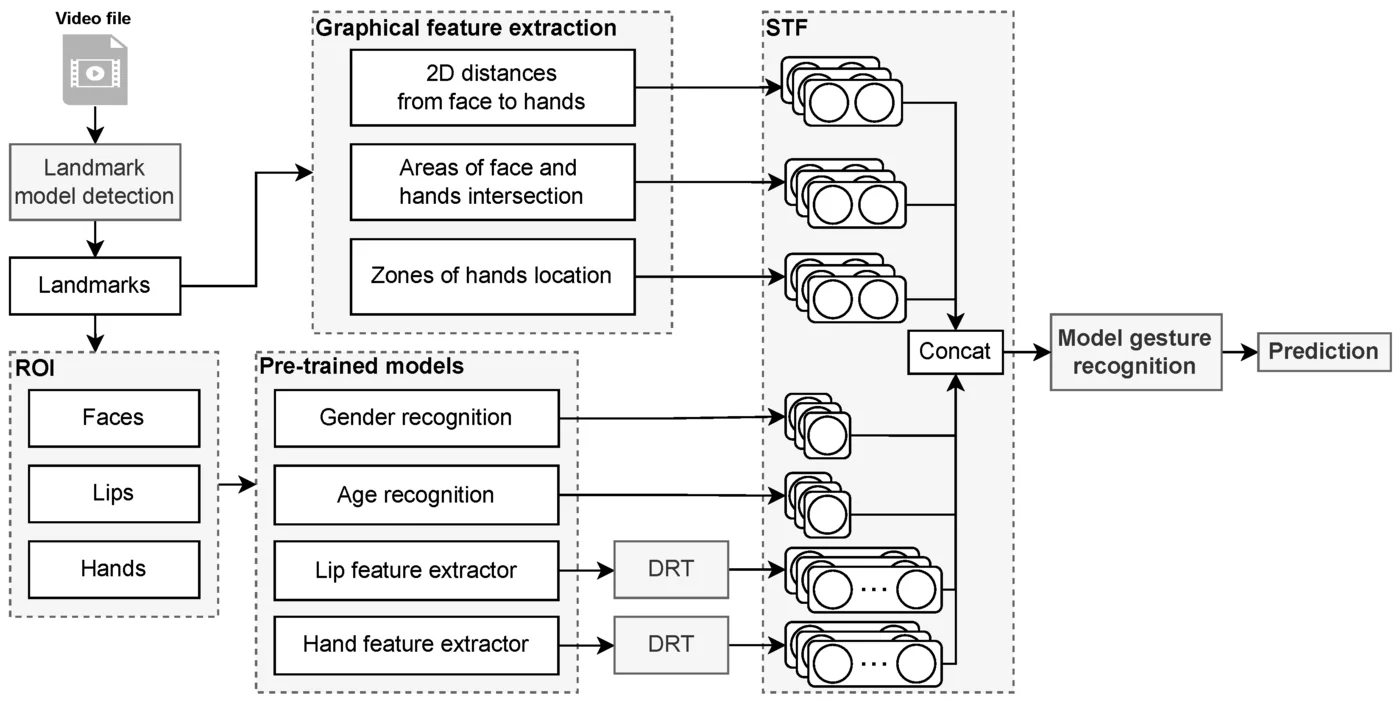 Video file
Landmark
model detection
Landmarks
Graphical feature extraction
2D distances
from face to hands
Areas of face and
hands intersection
Zones of hands location
ROI
Faces
Lips
Hands
Pre-trained models
Gender recognition
Age recognition
Lip feature extractor
Hand feature extractor
DRT
DRT
STF
...
...
Concat
Model gesture
recognition
Prediction